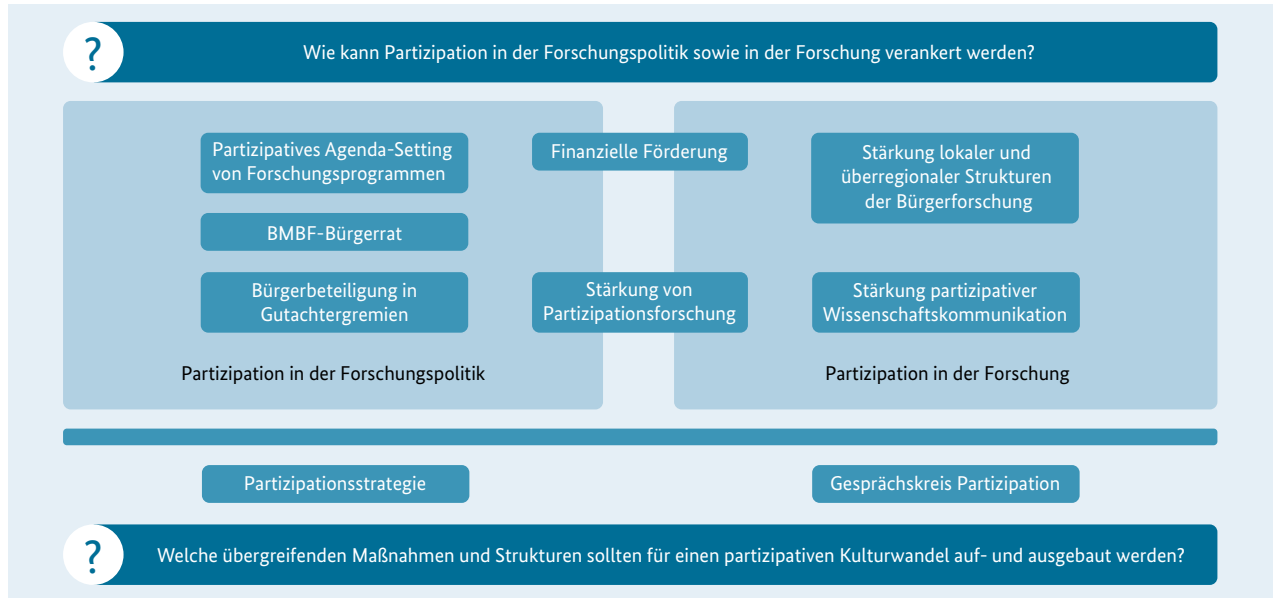 ?
Wie kann Partizipation in der Forschungspolitik sowie in der Forschung verankert werden?
Partizipatives Agenda-Setting
von Forschungsprogrammen
BMBF-Bürgerrat
Bürgerbeteiligung in
Gutachtergremien
Partizipation in der Forschungspolitik
Finanzielle Förderung
Stärkung von
Partizipationsforschung
Stärkung lokaler und
überregionaler Strukturen
der Bürgerforschung
Stärkung partizipativer
Wissenschaftskommunikation
Partizipation in der Forschung
Partizipationsstrategie
Gesprächskreis Partizipation
?
Welche übergreifenden Maßnahmen und Strukturen sollten für einen partizipativen Kulturwandel auf- und ausgebaut werden?